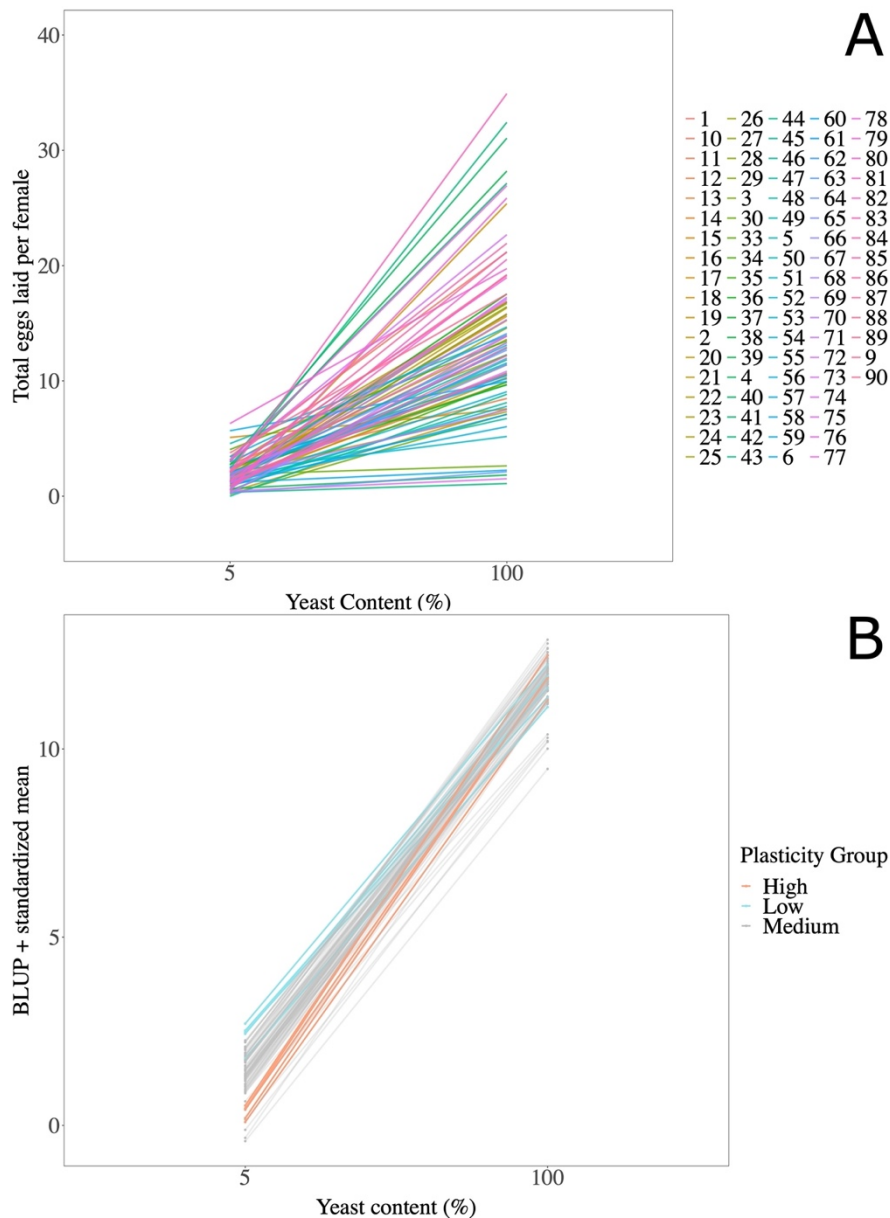 A
40
30
20
10
0
Total eggs laid per female
5 100
Yeast Content (%)
1 26 44 60 78
10 27 45 61 79
11 28 46 62 80
12 29 47 63 81
13 3 48 64 82
14 30 49 65 83
15 33 5 66 84
16 34 50 67 85
17 35 51 68 86
18 36 52 69 87
19 37 53 70 88
2 38 54 71 89
20 39 55 72 9
21 4 56 73 90
22 40 57 74
23 41 58 75
24 42 59 76
25 43 6 77
B
10
5
0
BLUP + standardized mean
5 100
Yeast content (%)
Plasticity Group
High
Low
Medium